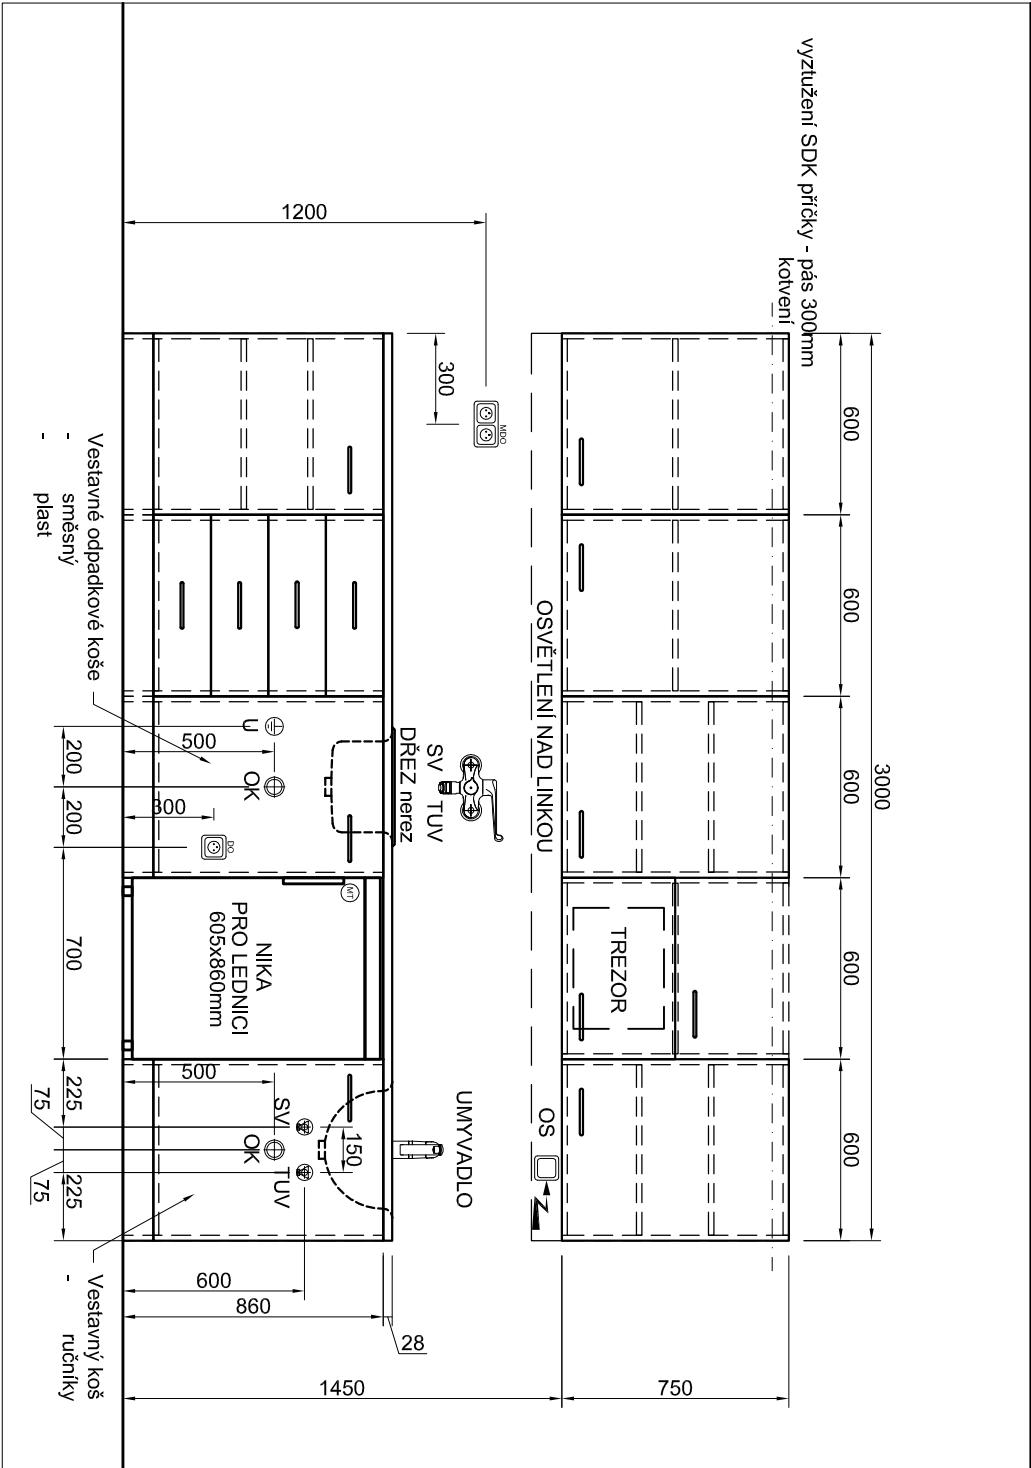 vyztužení SDK příčky - pás 300mm
kotvení
3000
600
600
600
600
600
750
1450
TREZOR
OSVĚTLENÍ NAD LINKOU
OS
1200
300
MDO
SV TUV
DŘEZ nerez
UMYVADLO
28
860
600
U
OK
500
300
DO
MT
NIKA
PRO LEDNICI
605x860mm
500
SV
OK
TUV
150
200
200
700
225
75
75
225
Vestavné odpadkové koše
- směsný
- plast
Vestavný koš
- ručníky